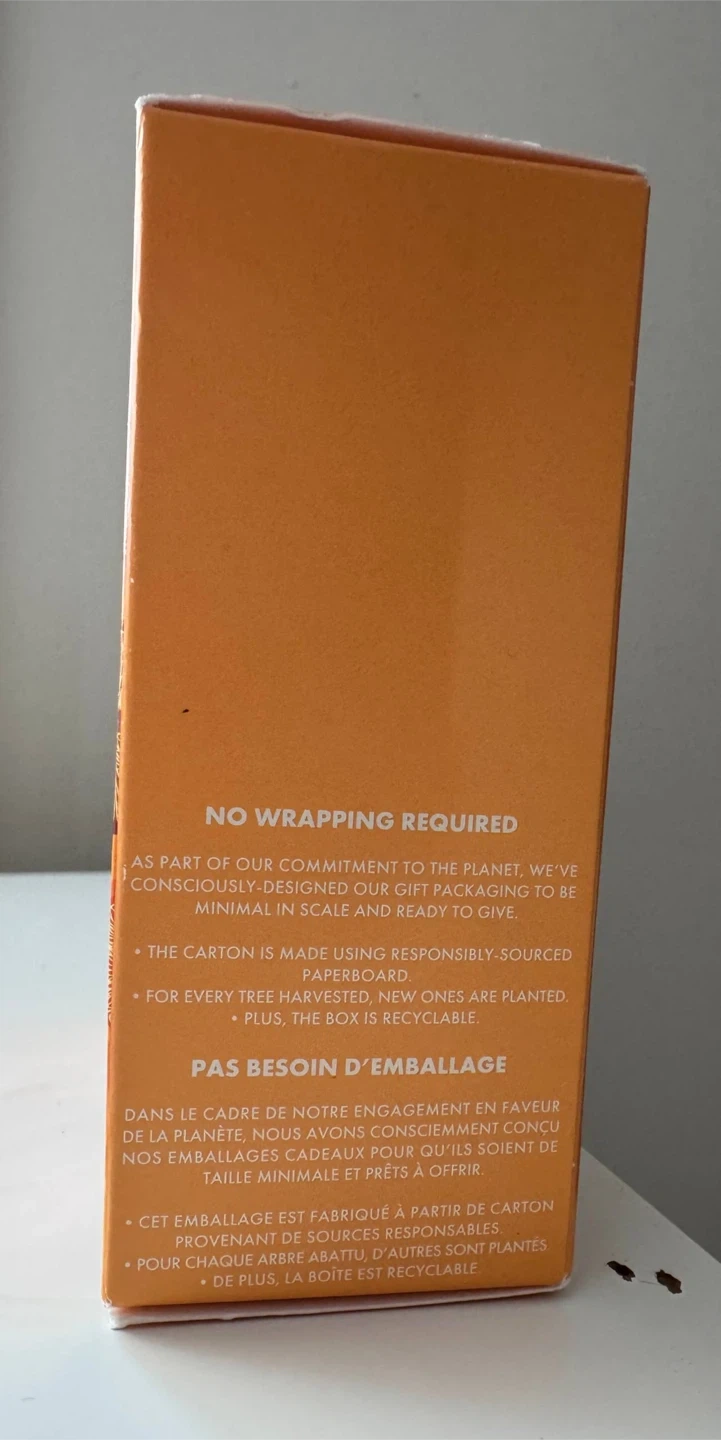 NO WRAPPING REQUIRED
AS PART OF OUR COMMITMENT TO THE PLANET, WE'VE
CONSCIOUSLY-DESIGNED OUR GIFT PACKAGING TO BE
MINIMAL IN SCALE AND READY TO GIVE.
• THE CARTON IS MADE USING RESPONSIBLY-SOURCED
PAPERBOARD.
• FOR EVERY TREE HARVESTED, NEW ONES ARE PLANTED.
• PLUS, THE BOX IS RECYCLABLE.
PAS BESOIN D'EMBALLAGE
DANS LE CADRE DE NOTRE ENGAGEMENT EN FAVEUR
DE LA PLANÈTE, NOUS AVONS CONSCIEMMENT CONÇU
NOS EMBALLAGES CADEAUX POUR QU'ILS SOIENT DE
TAILLE MINIMALE ET PRÊTS À OFFRIR.
• CET EMBALLAGE EST FABRIQUÉ À PARTIR DE CARTON
PROVENANT DE SOURCES RESPONSABLES.
• POUR CHAQUE ARBRE ABATTU, D'AUTRES SONT PLANTÉS.
• DE PLUS, LA BOÎTE EST RECYCLABLE.